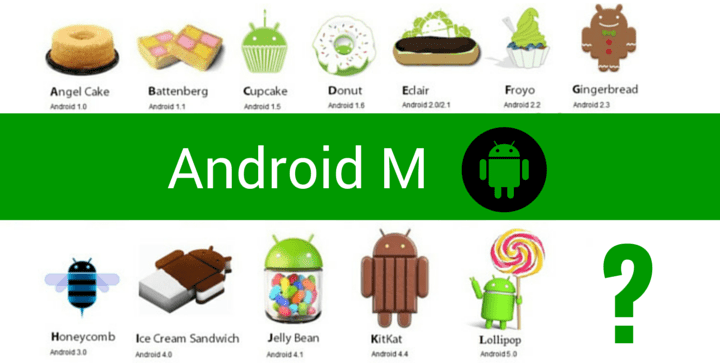 Angel Cake Battenberg Cupcake Donut Eclair Froyo Gingerbread
Android 1.0 Android 1.1 Android 1.5 Android 1.6 Android 2.0/2.1 Android 2.2 Android 2.3
Android M
?
Honeycomb Ice Cream Sandwich Jelly Bean KitKat Lollipop
Android 3.0 Android 4.0 Android 4.1 Android 4.4 Android 5.0